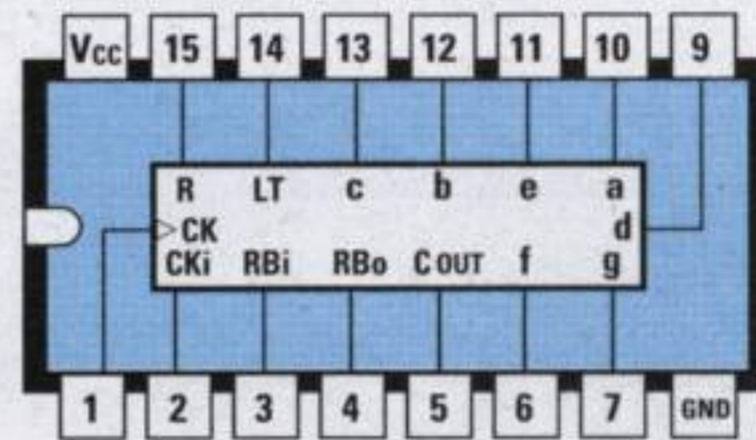 Vcc 15 14 13 12 11 10 9
R LT c b e a
CK d
CKi RBi RBo C OUT f g
1 2 3 4 5 6 7 GND